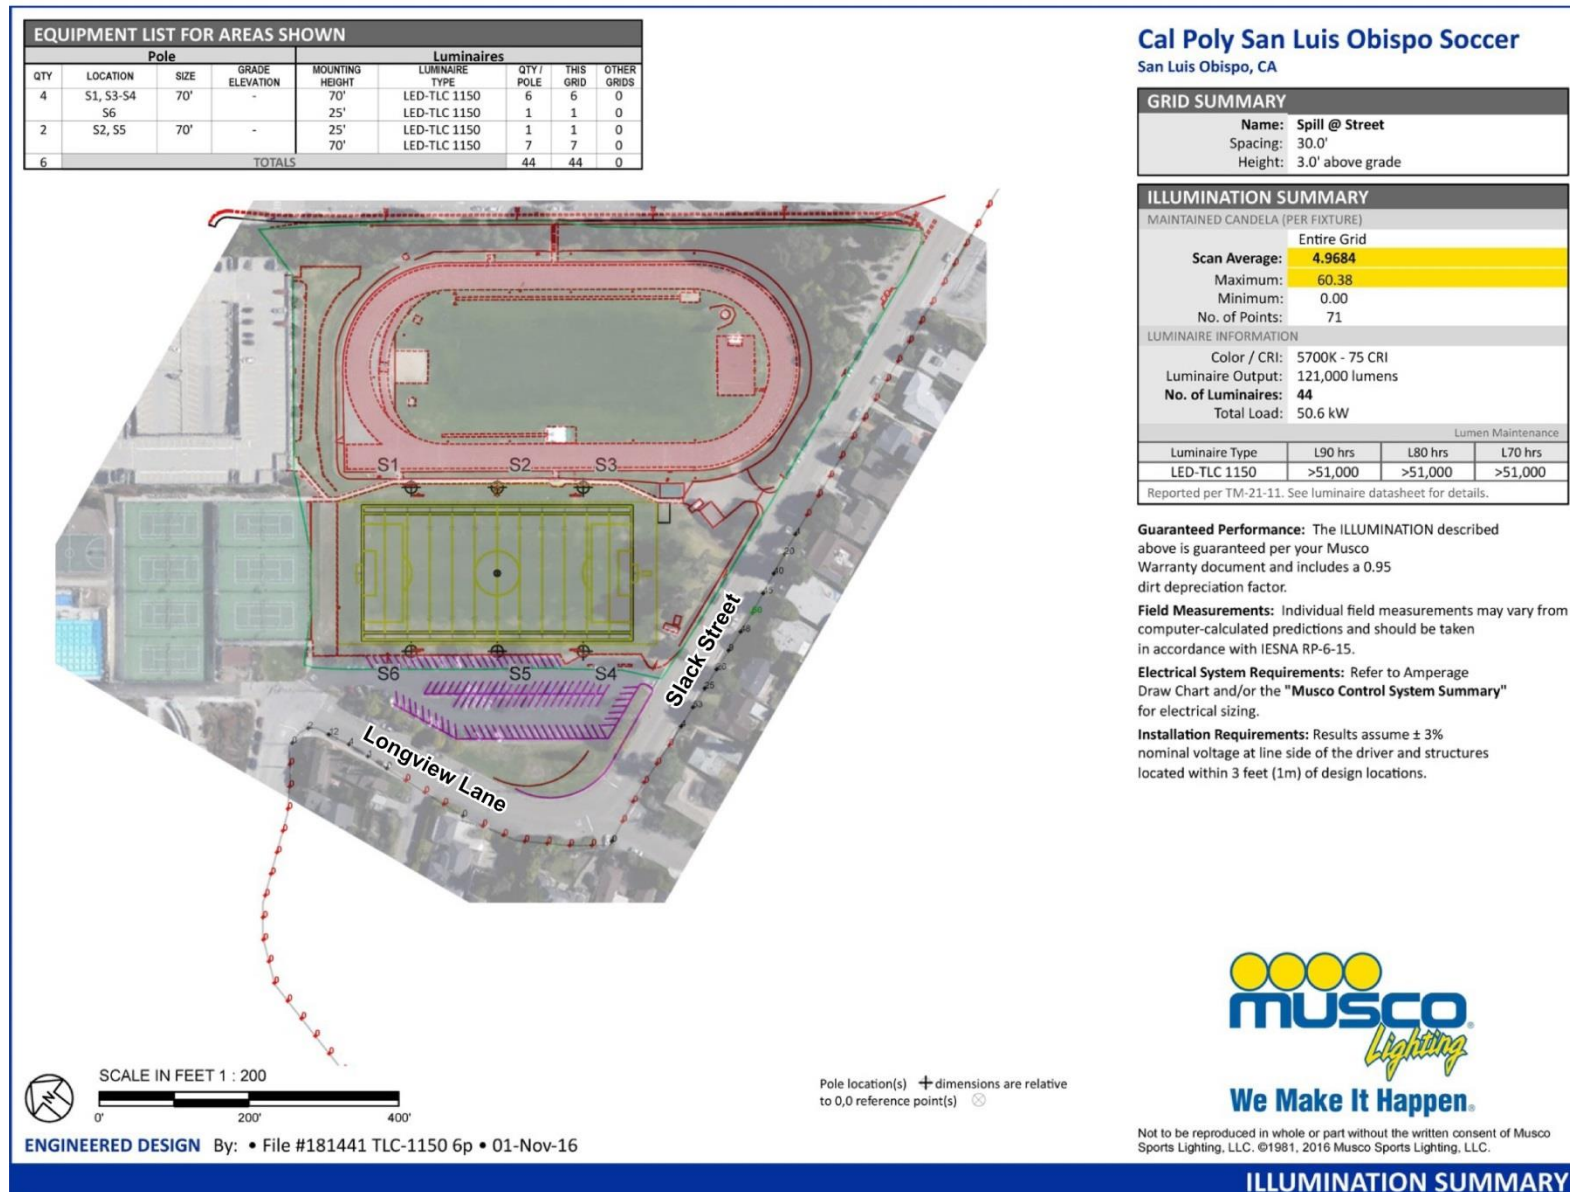 EQUIPMENT LIST FOR AREAS SHOWN
Pole Luminaires
QTY LOCATION SIZE GRADE ELEVATION MOUNTING HEIGHT LUMINAIRE TYPE QTY / POLE THIS GRID OTHER GRIDS
4 S1, S3-S4 70' - 70' LED-TLC 1150 6 6 0
S6 25' LED-TLC 1150 1 1 0
2 S2, S5 70' - 25' LED-TLC 1150 1 1 0
70' LED-TLC 1150 7 7 0
6 TOTALS 44 44 0
Cal Poly San Luis Obispo Soccer
San Luis Obispo, CA
GRID SUMMARY
Name: Spill @ Street
Spacing: 30.0'
Height: 3.0' above grade
ILLUMINATION SUMMARY
MAINTAINED CANDELA (PER FIXTURE)
Entire Grid
Scan Average: 4.9684
Maximum: 60.38
Minimum: 0.00
No. of Points: 71
LUMINAIRE INFORMATION
Color / CRI: 5700K - 75 CRI
Luminaire Output: 121,000 lumens
No. of Luminaires: 44
Total Load: 50.6 kW
Lumen Maintenance
Luminaire Type L90 hrs L80 hrs L70 hrs
LED-TLC 1150 >51,000 >51,000 >51,000
Reported per TM-21-11. See luminaire datasheet for details.
Guaranteed Performance: The ILLUMINATION described
above is guaranteed per your Musco
Warranty document and includes a 0.95
dirt depreciation factor.
Field Measurements: Individual field measurements may vary from
computer-calculated predictions and should be taken
in accordance with IESNA RP-6-15.
Electrical System Requirements: Refer to Amperage
Draw Chart and/or the "Musco Control System Summary"
for electrical sizing.
Installation Requirements: Results assume ± 3%
nominal voltage at line side of the driver and structures
located within 3 feet (1m) of design locations.
S1 S2 S3
S6 S5 S4
Slack Street
Longview Lane
musco
Lighting
We Make It Happen.
SCALE IN FEET 1 : 200
0' 200' 400'
Pole location(s) dimensions are relative
to 0,0 reference point(s)
N
ENGINEERED DESIGN By: • File #181441 TLC-1150 6p • 01-Nov-16
Not to be reproduced in whole or part without the written consent of Musco
Sports Lighting, LLC. ©1981, 2016 Musco Sports Lighting, LLC.
ILLUMINATION SUMMARY